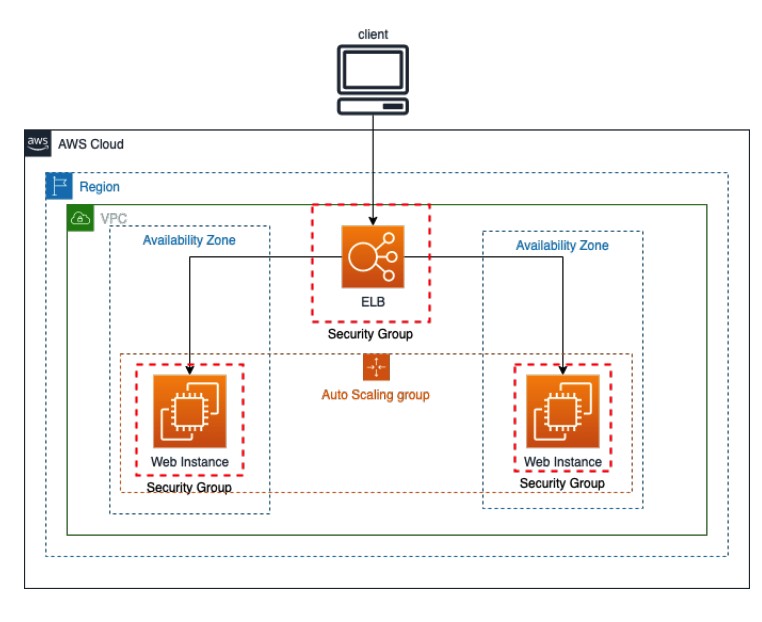 client
aws
AWS Cloud
Region
VPC
Availability Zone
Availability Zone
ELB
Security Group
Auto Scaling group
Web Instance
Web Instance
Security Group
Security Group